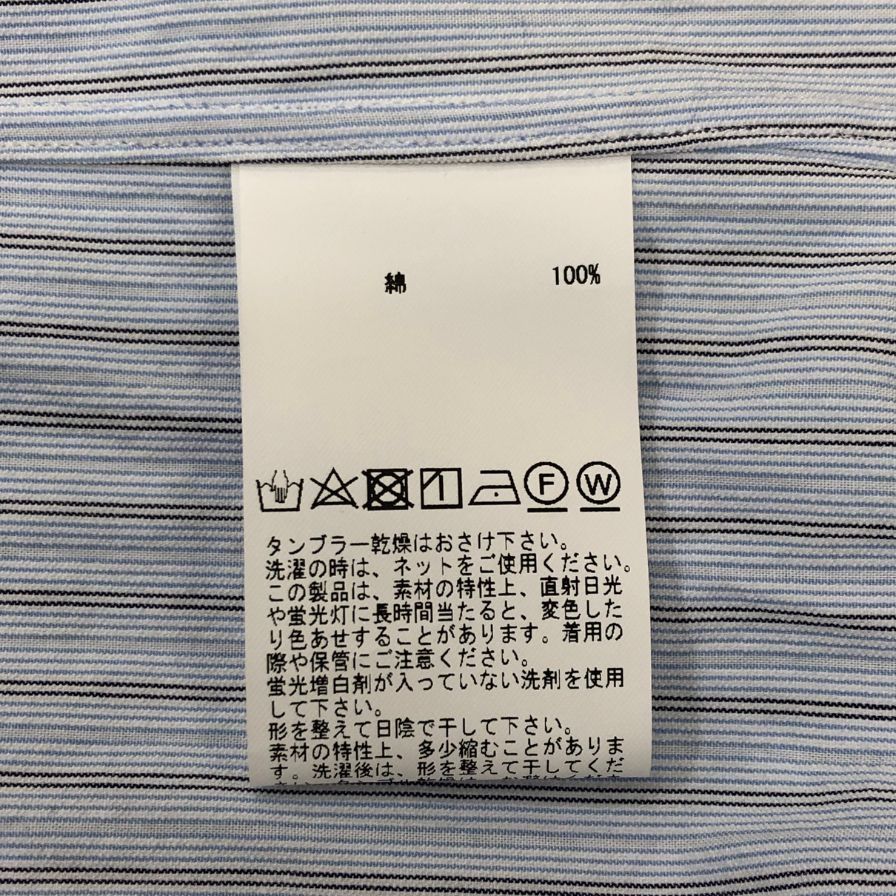 綿 100%
F W
タンブラー乾燥はおさけ下さい。
洗濯の時は、ネットをご使用ください。
この製品は、素材の特性上、直射日光
や蛍光灯に長時間当たると、変色した
り色あせすることがあります。着用の
際や保管にご注意ください。
蛍光増白剤が入っていない洗剤を使用
して下さい。
形を整えて日陰で干して下さい。
素材の特性上、多少縮むことがありま
す。洗濯後は、形を整えて干してくだ